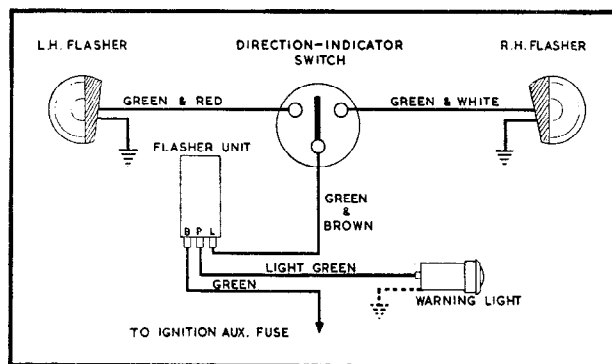 L.H. FLASHER
DIRECTION-INDICATOR
SWITCH
R.H. FLASHER
GREEN & RED
GREEN & WHITE
FLASHER UNIT
GREEN
&
BROWN
B P L
LIGHT GREEN
GREEN
WARNING LIGHT
TO IGNITION AUX. FUSE